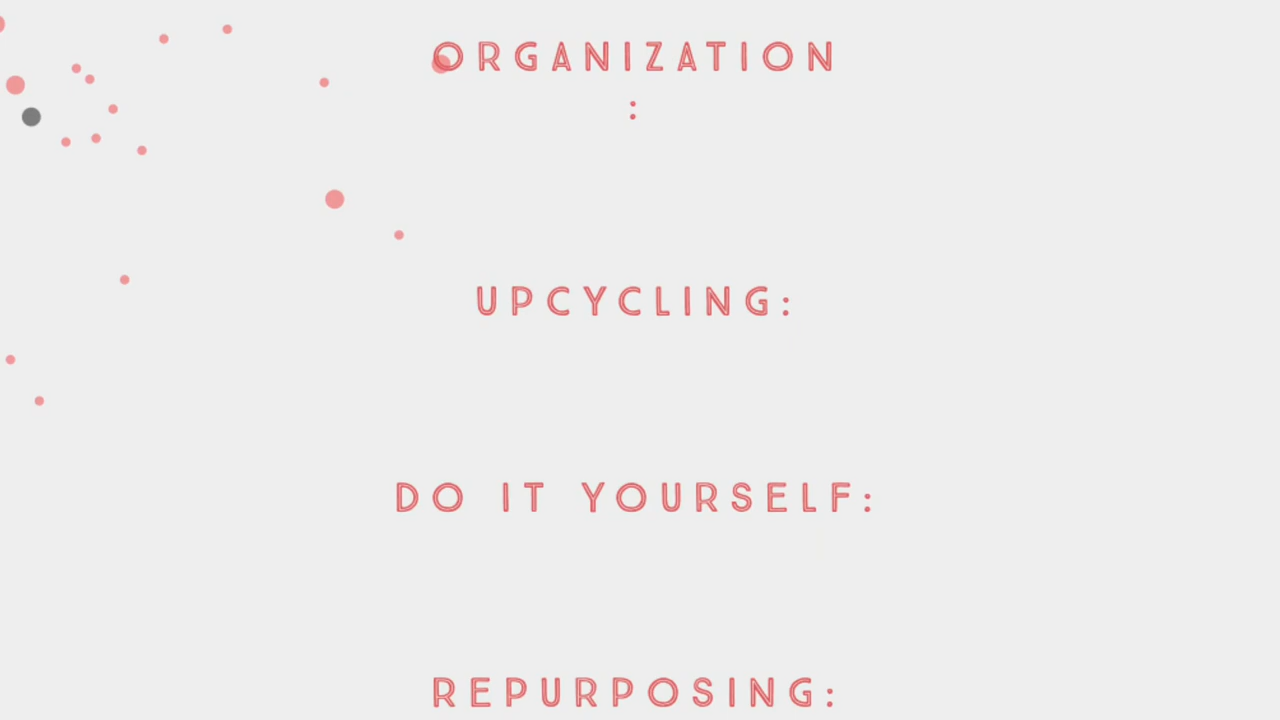 ORGANIZATION
:
UPCYCLING:
DO IT YOURSELF:
REPURPOSING: